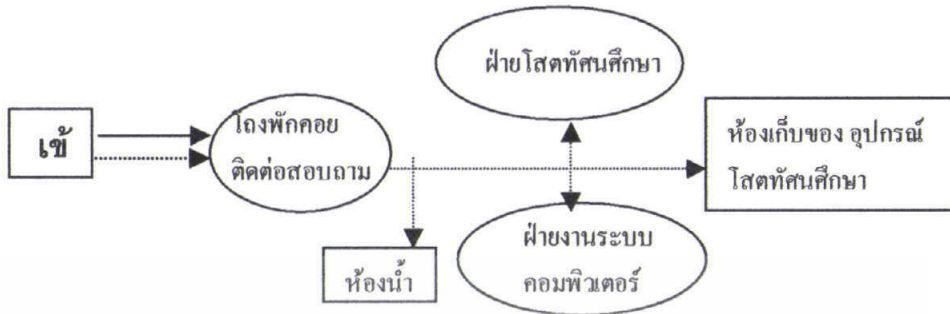 ฝ่ายโสตทัศนศึกษา
เข้
โถงพักคอย
ติดต่อสอบถาม
ห้องเก็บของ อุปกรณ์
โสตทัศนศึกษา
ฝ่ายงานระบบ
คอมพิวเตอร์
ห้องน้ำ